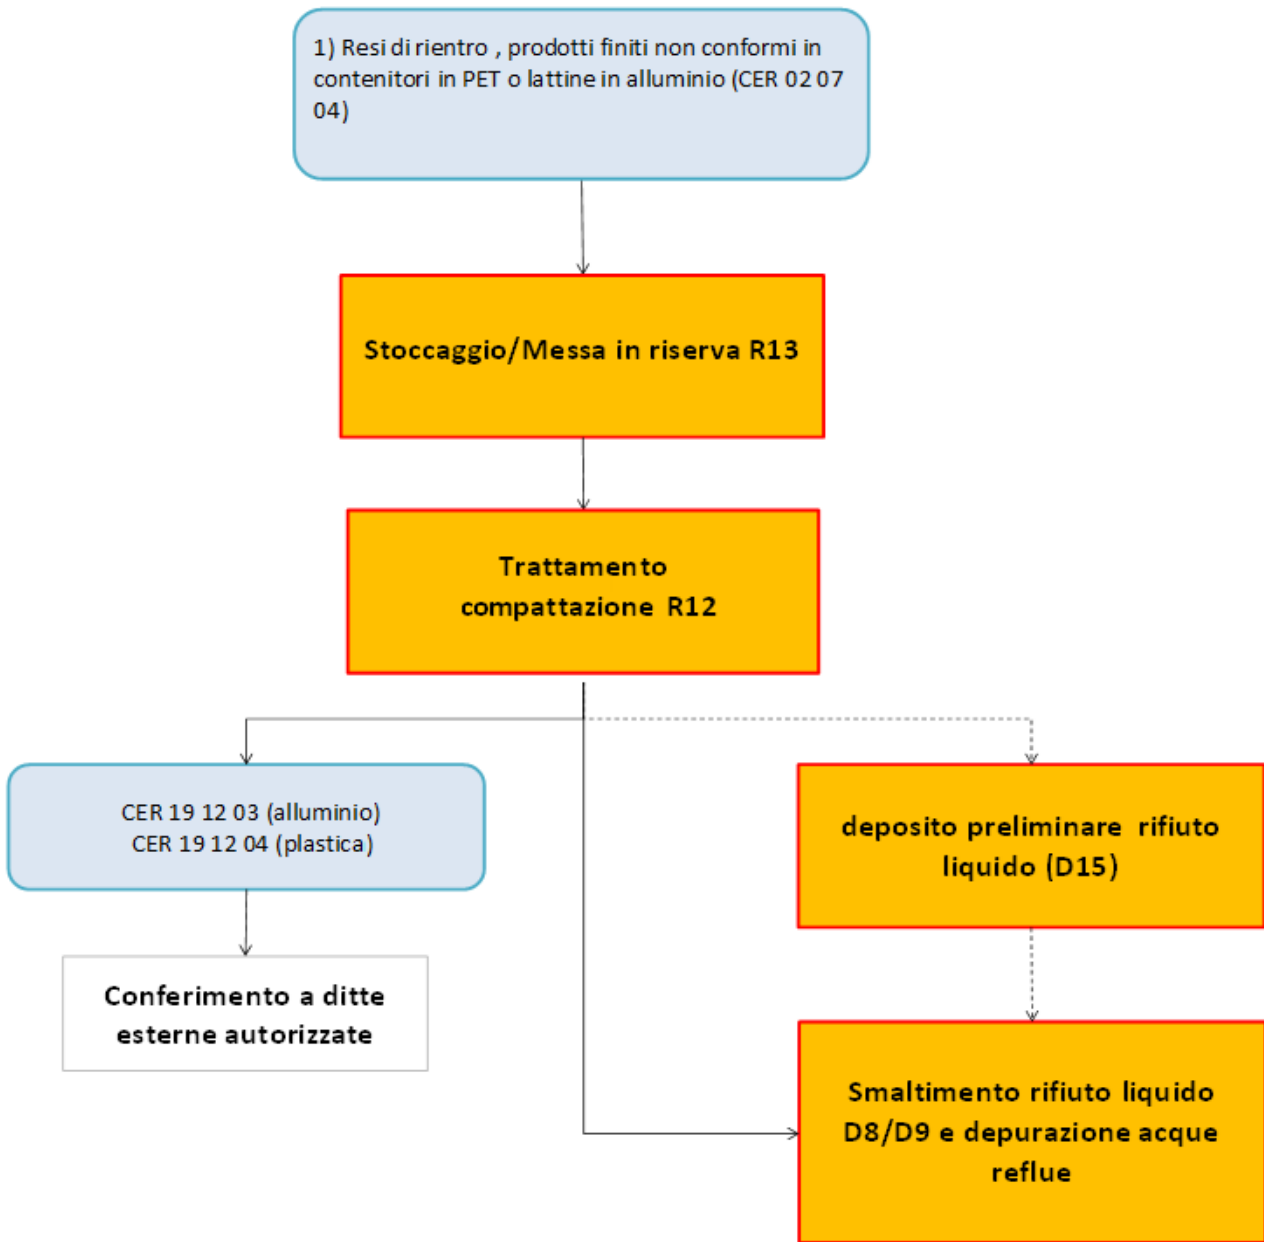 1) Resi di rientro , prodotti finiti non conformi in
contenitori in PET o lattine in alluminio (CER 02 07
04)
Stoccaggio/Messa in riserva R13
Trattamento
compattazione R12
CER 19 12 03 (alluminio)
CER 19 12 04 (plastica)
deposito preliminare rifiuto
liquido (D15)
Conferimento a ditte
esterne autorizzate
Smaltimento rifiuto liquido
D8/D9 e depurazione acque
reflue